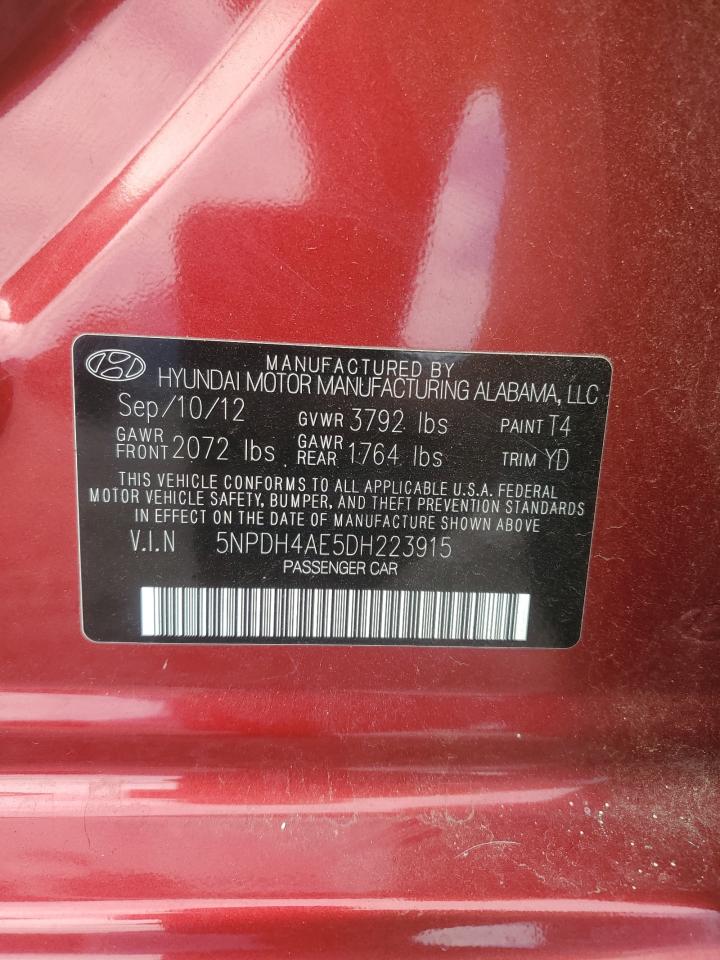 MANUFACTURED BY
HYUNDAI MOTOR MANUFACTURING ALABAMA, LLC
Sep/10/12 GVWR 3792 lbs PAINT T4
GAWR FRONT 2072 lbs GAWR REAR 1764 lbs TRIM YD
THIS VEHICLE CONFORMS TO ALL APPLICABLE U.S.A. FEDERAL
MOTOR VEHICLE SAFETY, BUMPER, AND THEFT PREVENTION STANDARDS
IN EFFECT ON THE DATE OF MANUFACTURE SHOWN ABOVE
V.I.N 5NPDH4AE5DH223915
PASSENGER CAR